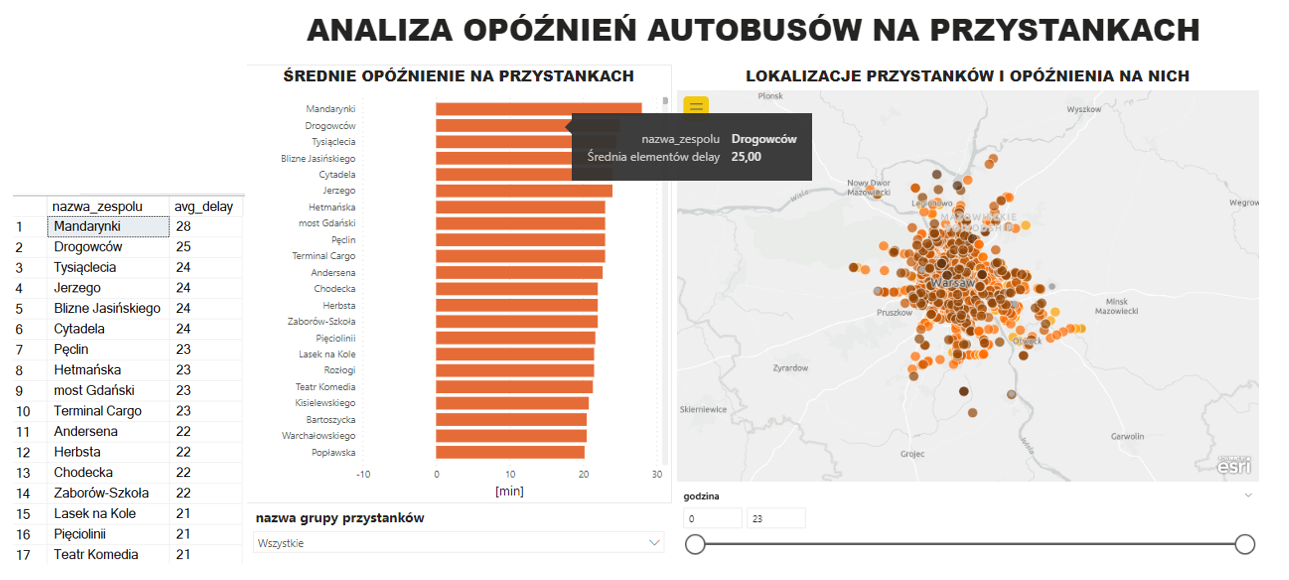 ANALIZA OPÓŹNIEŃ AUTOBUSÓW NA PRZYSTANKACH
ŚREDNIE OPÓŹNIENIE NA PRZYSTANKACH
Mandarynki
Drogowców
Tysiąclecia
Blizne Jasińskiego
Cytadela
Jerzego
Hetmańska
most Gdański
Pęclin
Terminal Cargo
Andersena
Chodecka
Herbsta
Zaborów-Szkoła
Pięciolinii
Lasek na Kole
Rozłogi
Teatr Komedia
Kisielewskiego
Bartoszycka
Warchałowskiego
Popławska
-10 0 10 20 30
[min]
nazwa_zespolu Drogowców
Średnia elementów delay 25,00
nazwa grupy przystanków
Wszystkie
nazwa_zespolu avg_delay
1 Mandarynki 28
2 Drogowców 25
3 Tysiąclecia 24
4 Jerzego 24
5 Blizne Jasińskiego 24
6 Cytadela 24
7 Pęclin 23
8 Hetmańska 23
9 most Gdański 23
10 Terminal Cargo 23
11 Andersena 22
12 Herbsta 22
13 Chodecka 22
14 Zaborów-Szkoła 22
15 Lasek na Kole 21
16 Pięciolinii 21
17 Teatr Komedia 21
LOKALIZACJE PRZYSTANKÓW I OPÓŹNIENIA NA NICH
Plonsk
Wyszkow
Nowy Dwor
Mazowiecki
Wisla
Legionowo
Wegrow
Warsaw
Pruszkow
Minsk
Mazowiecki
Otwock
Zyrardow
Skierniewice
Garwolin
Wisla
Grojec
esri
godzina
0 23